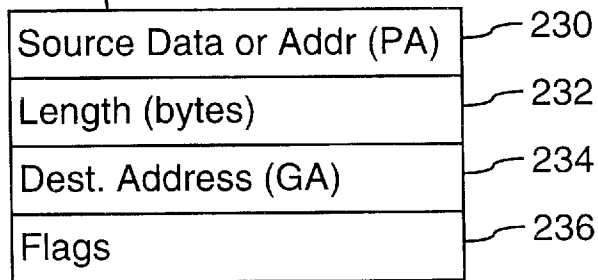 Source Data or Addr (PA) 230
Length (bytes) 232
Dest. Address (GA) 234
Flags 236